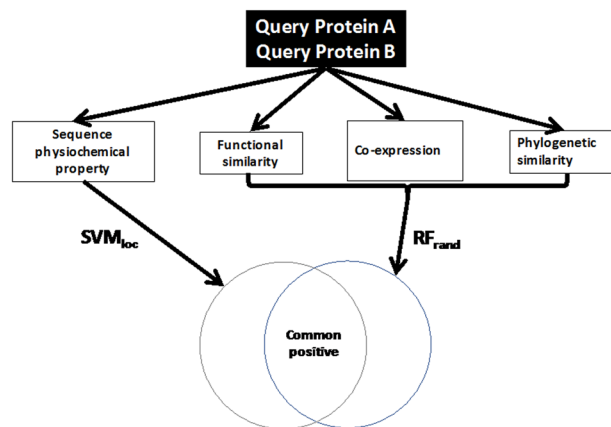 Query Protein A
Query Protein B
Sequence
physiochemical
property
Functional
similarity
Co-expression
Phylogenetic
similarity
SVMloc
RFrand
Common
positive